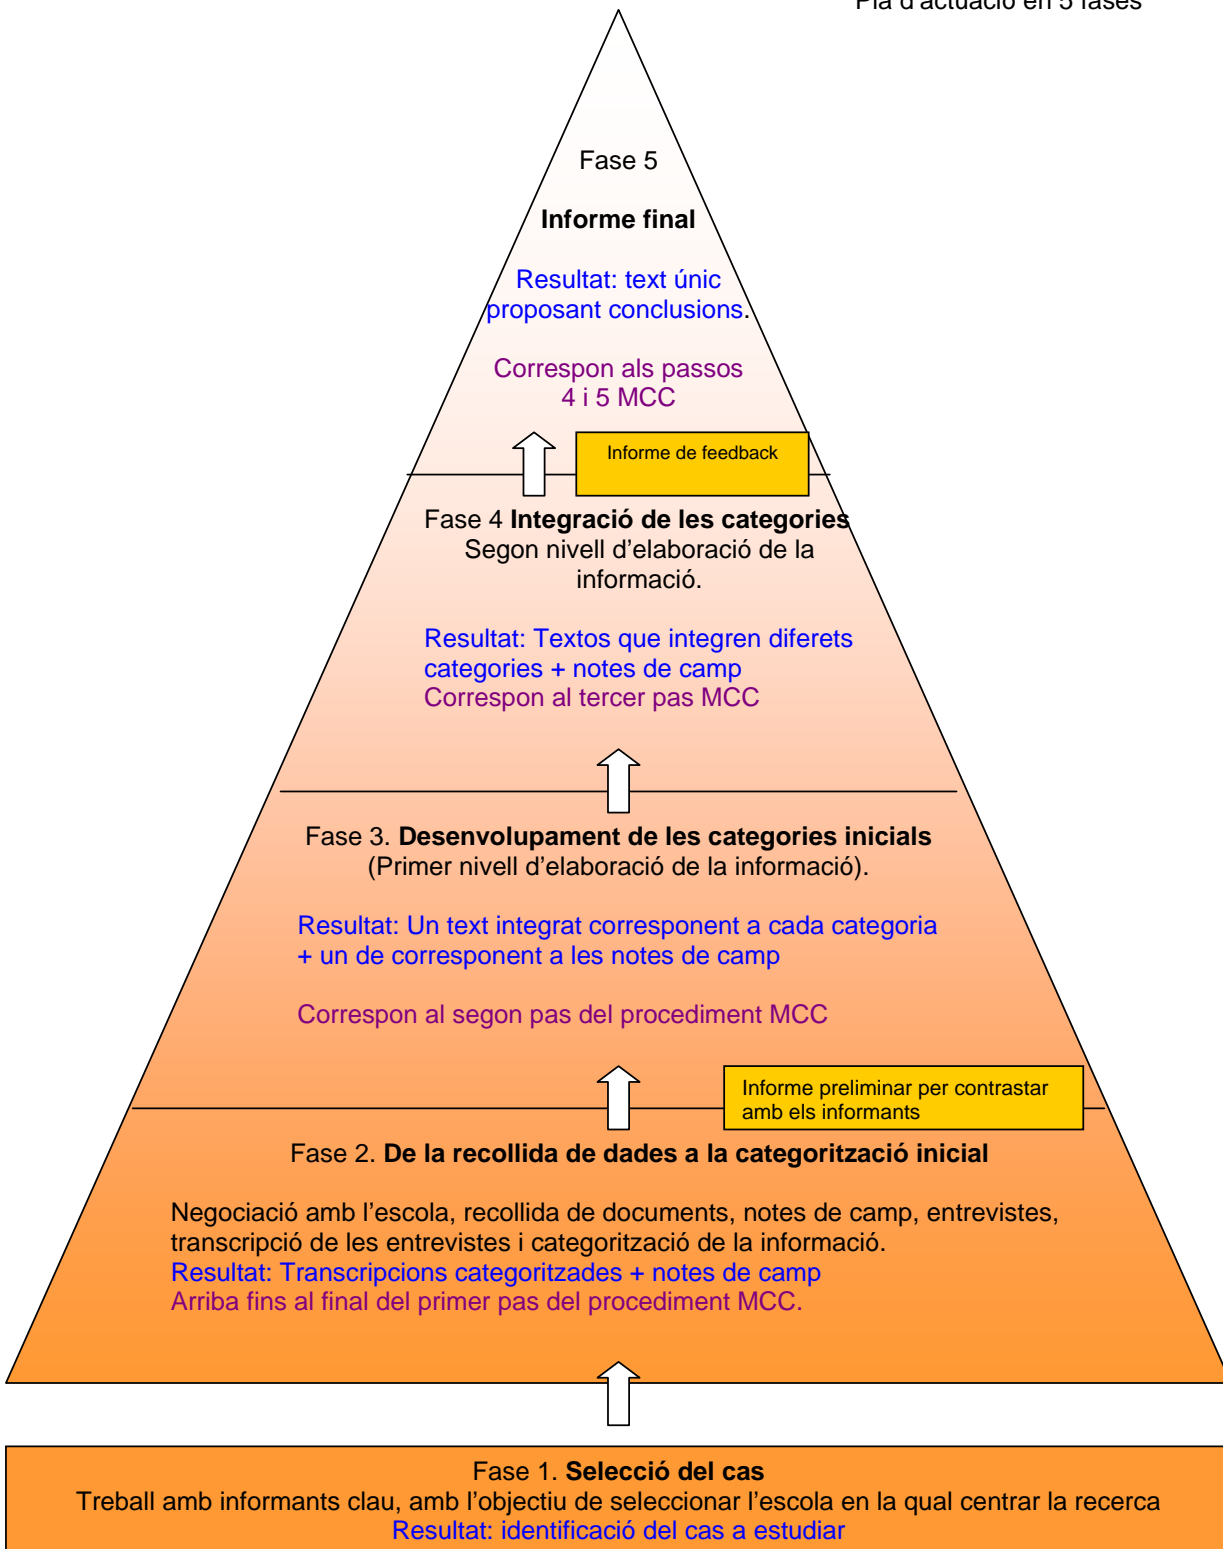 Pla d'actuació en 5 fases
Fase 5
Informe final
Resultat: text únic
proposant conclusions.
Correspon als passos
4 i 5 MCC
Informe de feedback
Fase 4 Integració de les categories
Segon nivell d’elaboració de la
informació.
Resultat: Textos que integren diferets
categories + notes de camp
Correspon al tercer pas MCC
Fase 3. Desenvolupament de les categories inicials
(Primer nivell d’elaboració de la informació).
Resultat: Un text integrat corresponent a cada categoria
+ un de corresponent a les notes de camp
Correspon al segon pas del procediment MCC
Informe preliminar per contrastar
amb els informants
Fase 2. De la recollida de dades a la categorització inicial
Negociació amb l’escola, recollida de documents, notes de camp, entrevistes,
transcripció de les entrevistes i categorització de la informació.
Resultat: Transcripcions categoritzades + notes de camp
Arriba fins al final del primer pas del procediment MCC.
Fase 1. Selecció del cas
Treball amb informants clau, amb l’objectiu de seleccionar l’escola en la qual centrar la recerca
Resultat: identificació del cas a estudiar